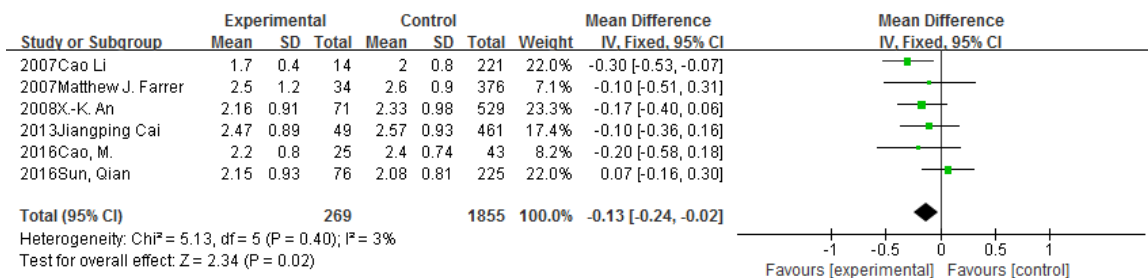 Experimental Control Mean Difference Mean Difference
Study or Subgroup Mean SD Total Mean SD Total Weight IV, Fixed, 95% CI IV, Fixed, 95% CI
2007Cao Li 1.7 0.4 14 2 0.8 221 22.0% -0.30 [-0.53, -0.07]
2007Matthew J. Farrer 2.5 1.2 34 2.6 0.9 376 7.1% -0.10 [-0.51, 0.31]
2008X.-K. An 2.16 0.91 71 2.33 0.98 529 23.3% -0.17 [-0.40, 0.06]
2013Jiangping Cai 2.47 0.89 49 2.57 0.93 461 17.4% -0.10 [-0.36, 0.16]
2016Cao, M. 2.2 0.8 25 2.4 0.74 43 8.2% -0.20 [-0.58, 0.18]
2016Sun, Qian 2.15 0.93 76 2.08 0.81 225 22.0% 0.07 [-0.16, 0.30]
Total (95% CI) 269 1855 100.0% -0.13 [-0.24, -0.02]
Heterogeneity: Chi² = 5.13, df = 5 (P = 0.40); I² = 3%
Test for overall effect: Z = 2.34 (P = 0.02)
-1 -0.5 0 0.5 1
Favours [experimental] Favours [control]